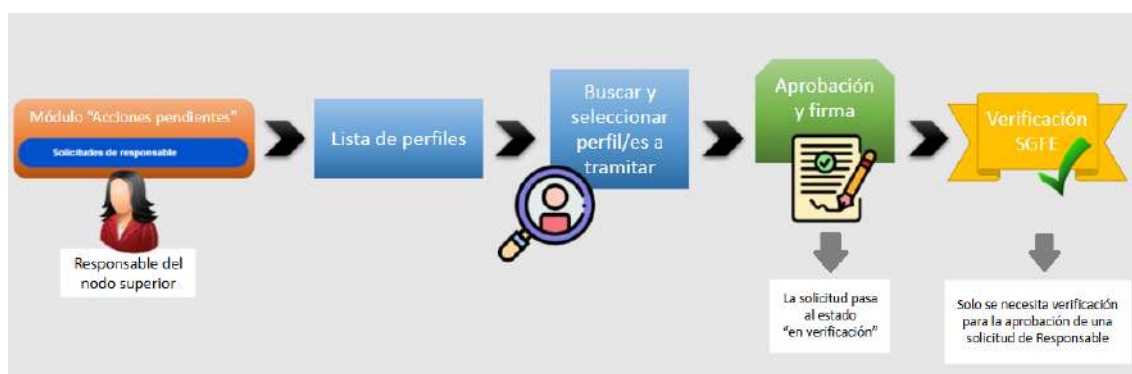 Módulo "Acciones pendientes"
Solicitudes de responsable
Responsable del
nodo superior
Lista de perfiles
Buscar y
seleccionar
perfil/es a
tramitar
Aprobación
y firma
La solicitud pasa
al estado
"en verificación"
Verificación
SGFE
Solo se necesita verificación
para la aprobación de una
solicitud de Responsable